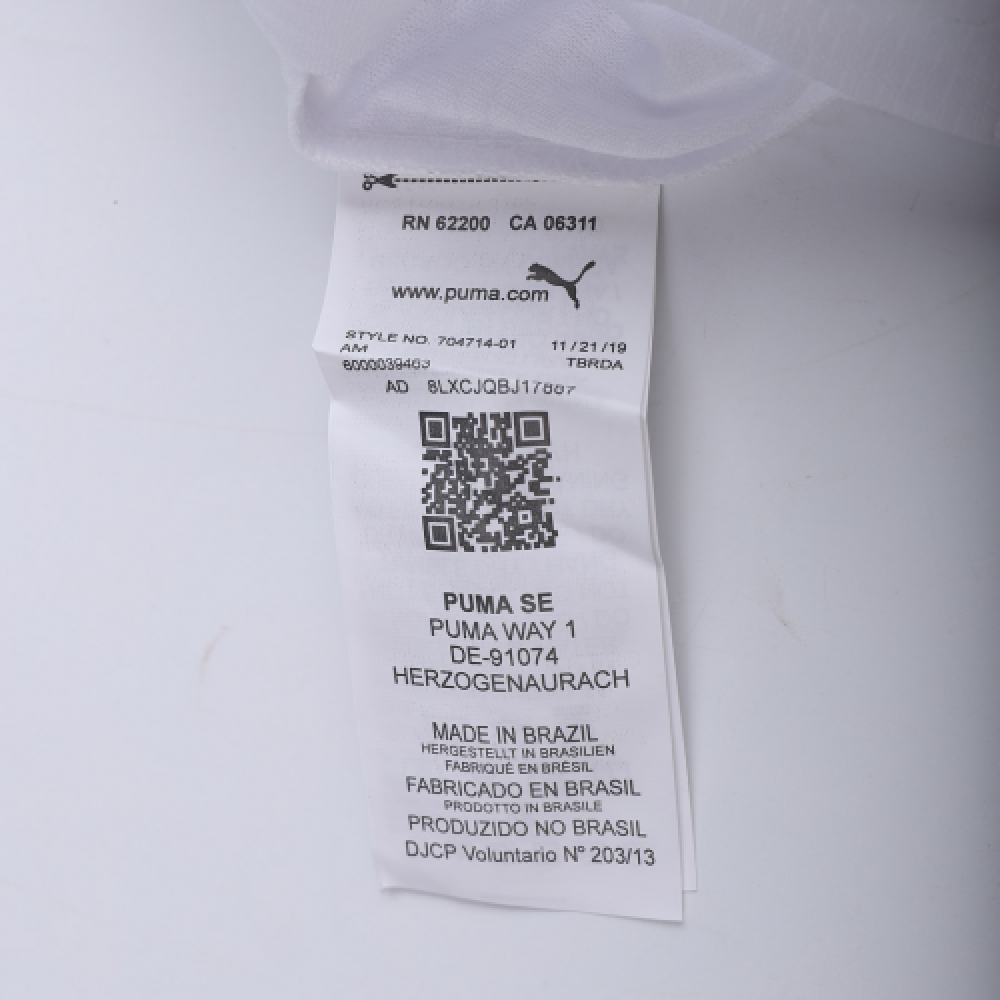 RN 62200 CA 06311
www.puma.com
STYLE NO. 704714-01 11/21/19
AM
6000039463 TBRDA
AD 8LXCJQBJ17887
PUMA SE
PUMA WAY 1
DE-91074
HERZOGENAURACH
MADE IN BRAZIL
HERGESTELLT IN BRASILIEN
FABRIQUÉ EN BRÉSIL
FABRICADO EN BRASIL
PRODOTTO IN BRASILE
PRODUZIDO NO BRASIL
DJCP Voluntario N° 203/13